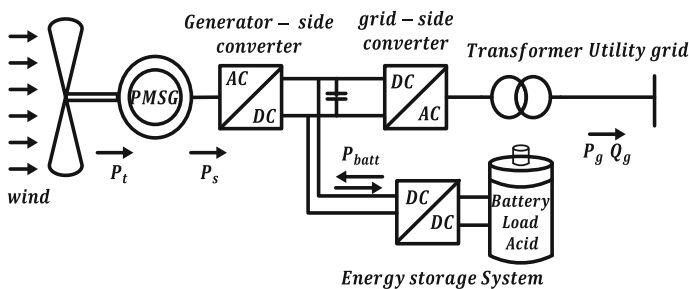 Generator – side
converter
grid – side
converter
Transformer Utility grid
AC
DC
DC
AC
PMSG
wind
P_t
P_s
P_batt
P_g Q_g
DC
DC
Battery
Load
Acid
Energy storage System